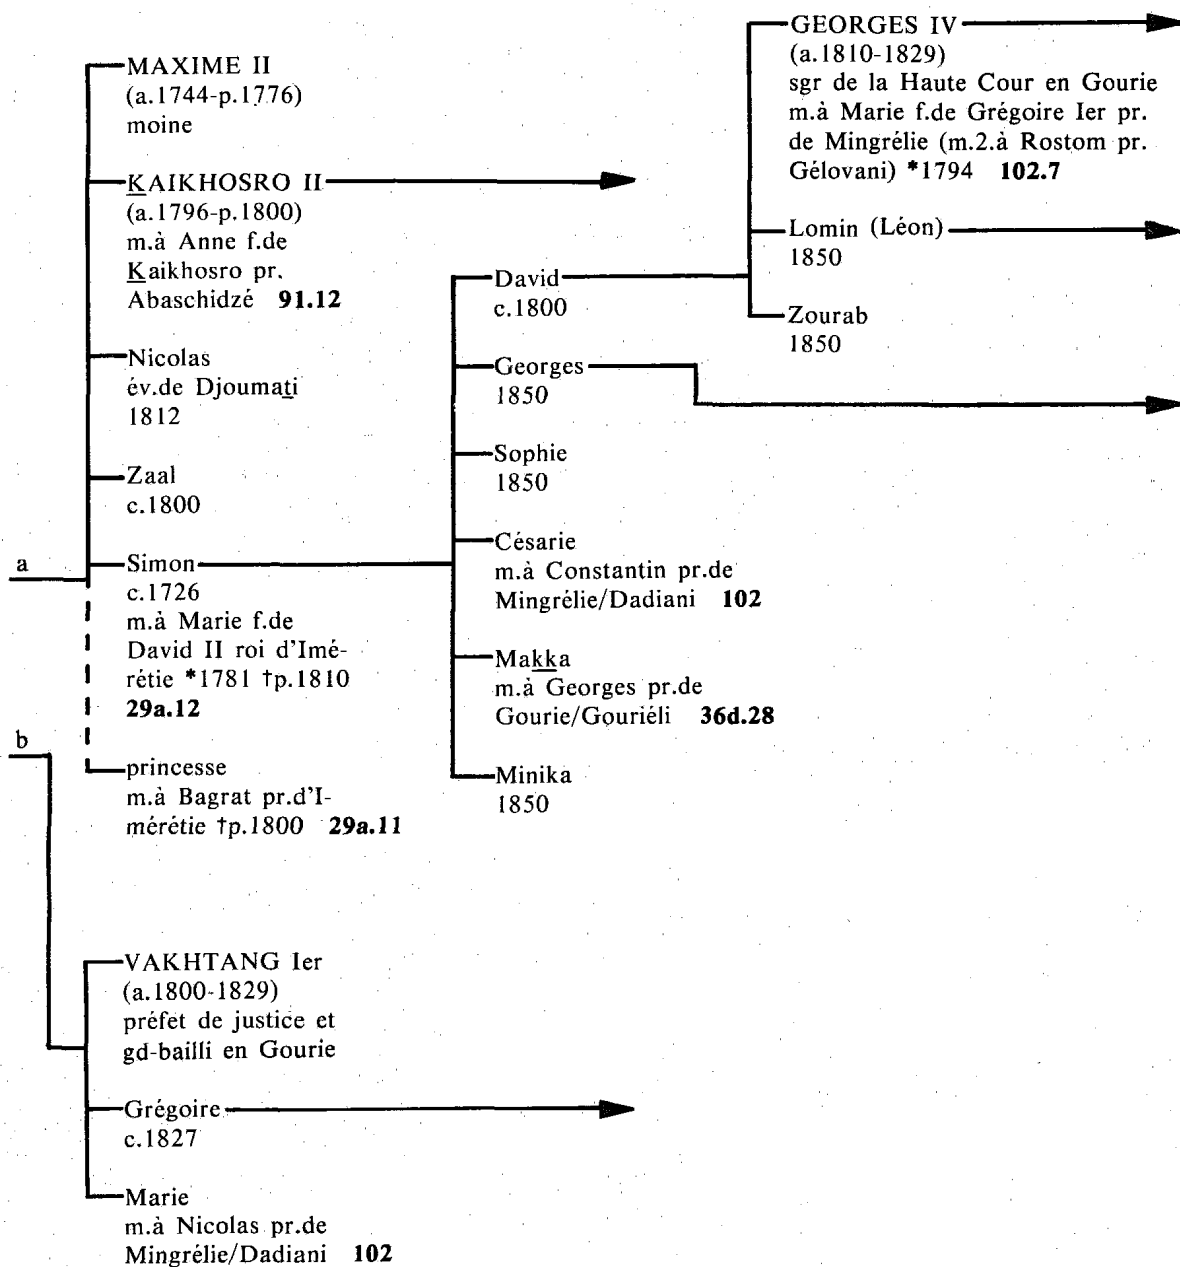 a
MAXIME II
(a.1744-p.1776)
moine
KAIKHOSRO II
(a.1796-p.1800)
m.à Anne f.de
Kaikhosro pr.
Abaschidzé 91.12
Nicolas
év.de Djoumati
1812
Zaal
c.1800
Simon
c.1726
m.à Marie f.de
David II roi d'Imé-
rétie *1781 †p.1810
29a.12
princesse
m.à Bagrat pr.d'I-
mérétie †p.1800 29a.11
David
c.1800
Georges
1850
Sophie
1850
Césarie
m.à Constantin pr.de
Mingrélie/Dadiani 102
Makka
m.à Georges pr.de
Gourie/Gouriéli 36d.28
Minika
1850
GEORGES IV
(a.1810-1829)
sgr de la Haute Cour en Gourie
m.à Marie f.de Grégoire Ier pr.
de Mingrélie (m.2.à Rostom pr.
Gélovani) *1794 102.7
Lomin (Léon)
1850
Zourab
1850
b
VAKHTANG Ier
(a.1800-1829)
préfet de justice et
gd-bailli en Gourie
Grégoire
c.1827
Marie
m.à Nicolas pr.de
Mingrélie/Dadiani 102